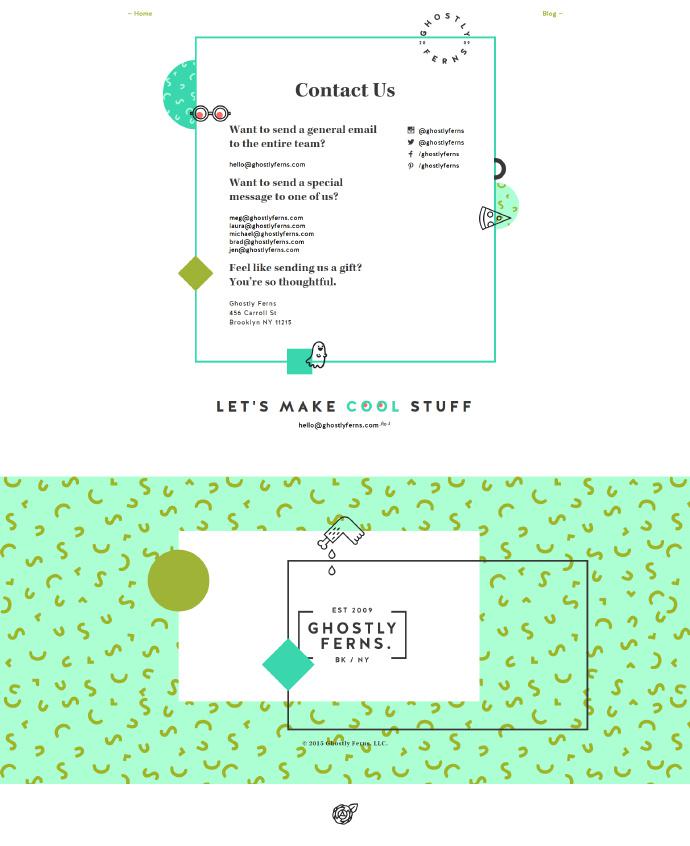 ~ Home
Blog ~
GHOSTLY
20 09
FERNS
Contact Us
Want to send a general email
to the entire team?
hello@ghostlyferns.com
@ghostlyferns
@ghostlyferns
/ghostlyferns
/ghostlyferns
Want to send a special
message to one of us?
meg@ghostlyferns.com
laura@ghostlyferns.com
michael@ghostlyferns.com
brad@ghostlyferns.com
jen@ghostlyferns.com
Feel like sending us a gift?
You're so thoughtful.
Ghostly Ferns
456 Carroll St
Brooklyn NY 11215
LET'S MAKE COOL STUFF
hello@ghostlyferns.com
EST 2009
GHOSTLY
FERNS.
BK / NY
© 2015 Ghostly Ferns, LLC.